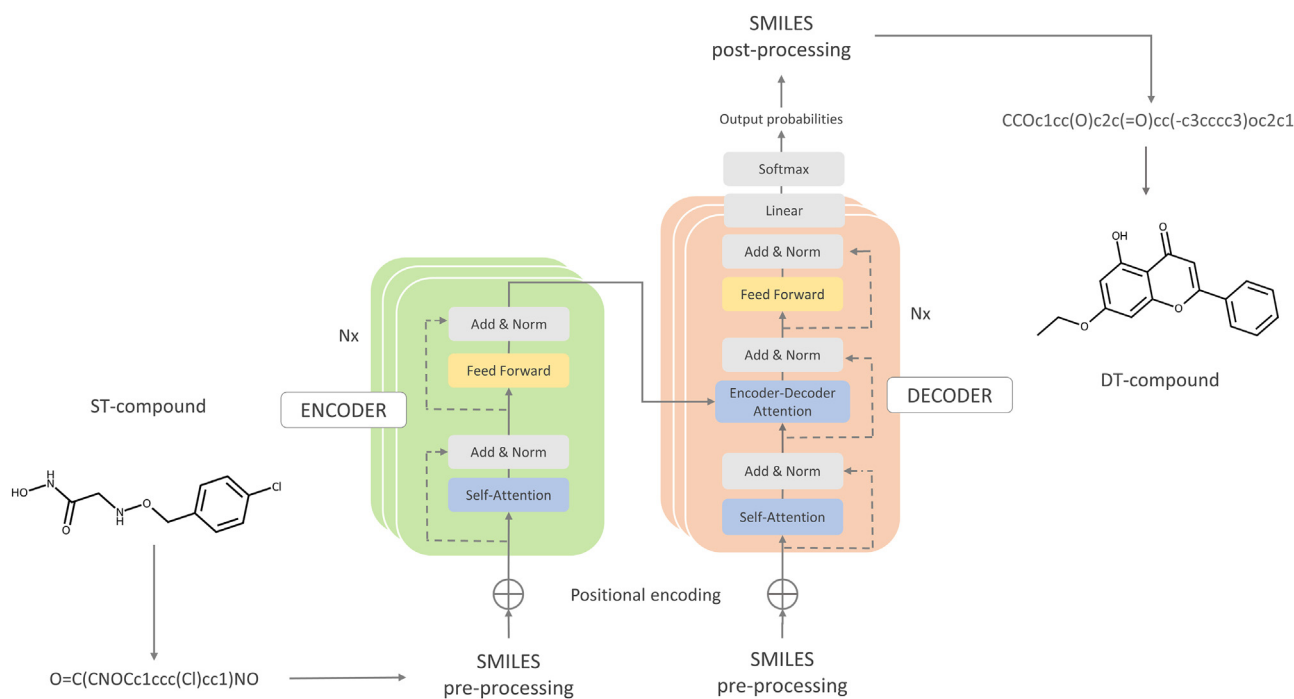 SMILES
post-processing
Output probabilities
CCOc1cc(O)c2c(=O)cc(-c3cccc3)oc2c1
Softmax
Linear
Add & Norm
Feed Forward
Add & Norm
Encoder-Decoder
Attention
Add & Norm
Self-Attention
Nx
DECODER
OH
O
O
O
DT-compound
Nx
Add & Norm
Feed Forward
ENCODER
Add & Norm
Self-Attention
ST-compound
H
N
HO
O
N
H
O
Cl
Positional encoding
O=C(CNOCc1ccc(Cl)cc1)NO
SMILES
pre-processing
SMILES
pre-processing